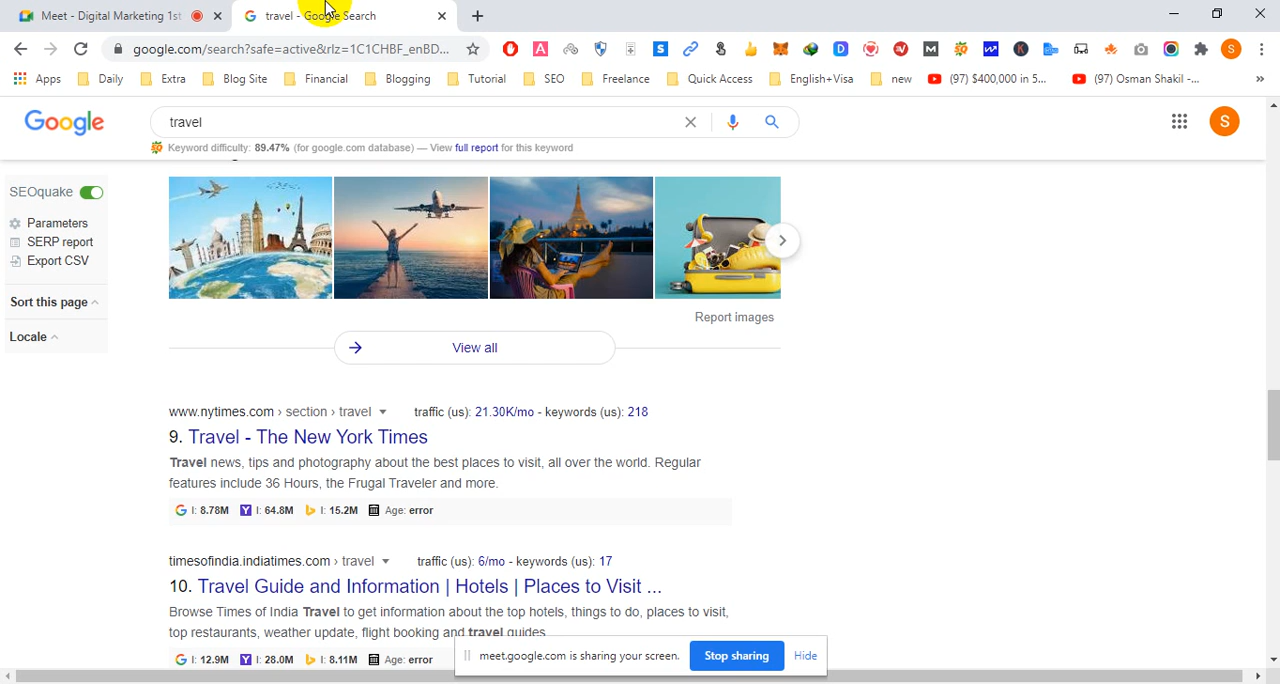 Meet - Digital Marketing 1st
travel - Google Search
google.com/search?safe=active&rlz=1C1CHBF_enBD...
Apps Daily Extra Blog Site Financial Blogging Tutorial SEO Freelance Quick Access English+Visa new (97) $400,000 in 5... (97) Osman Shakil -... »
Google travel S
Keyword difficulty: 89.47% (for google.com database) — View full report for this keyword
SEOquake
Parameters
SERP report
Export CSV
Sort this page
Locale
Report images
View all
www.nytimes.com › section › travel traffic (us): 21.30K/mo - keywords (us): 218
9. Travel - The New York Times
Travel news, tips and photography about the best places to visit, all over the world. Regular
features include 36 Hours, the Frugal Traveler and more.
I: 8.78M I: 64.8M I: 15.2M Age: error
timesofindia.indiatimes.com › travel traffic (us): 6/mo - keywords (us): 17
10. Travel Guide and Information | Hotels | Places to Visit ...
Browse Times of India Travel to get information about the top hotels, things to do, places to visit,
top restaurants, weather update, flight booking and travel guides
I: 12.9M I: 28.0M I: 8.11M Age: error
meet.google.com is sharing your screen. Stop sharing Hide